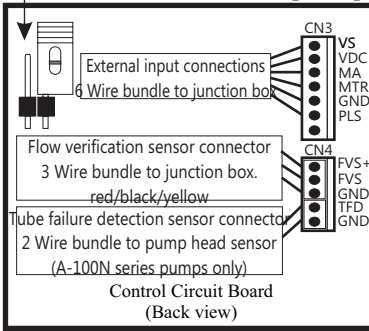 CN3
VS
VDC
MA
MTR
GND
PLS
External input connections
6 Wire bundle to junction box
CN4
FVS+
FVS
GND
TFD
GND
Flow verification sensor connector
3 Wire bundle to junction box.
red/black/yellow
Tube failure detection sensor connector
2 Wire bundle to pump head sensor
(A-100N series pumps only)
Control Circuit Board
(Back view)